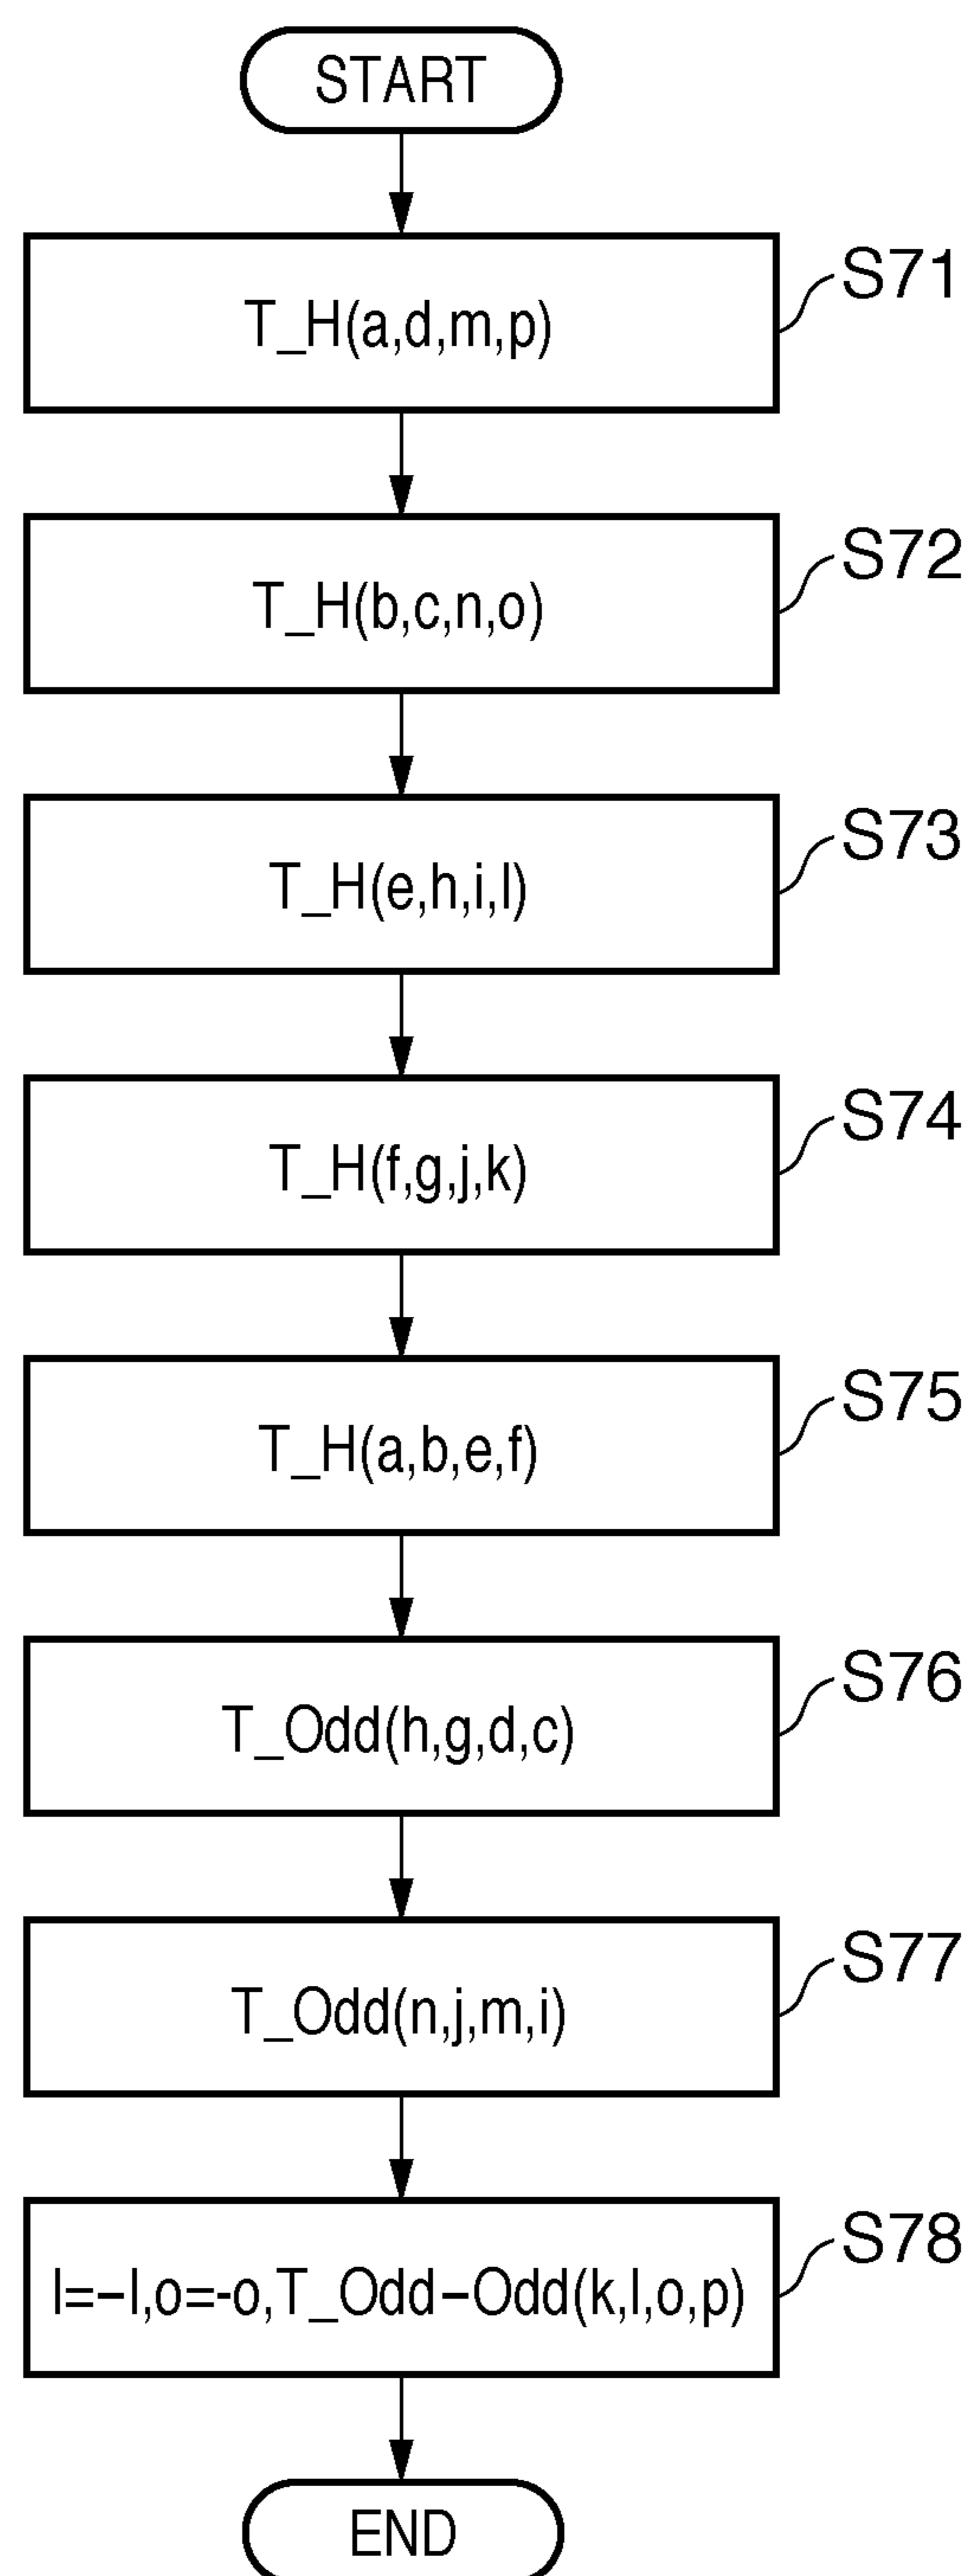 START
T_H(a,d,m,p)
S71
T_H(b,c,n,o)
S72
T_H(e,h,i,l)
S73
T_H(f,g,j,k)
S74
T_H(a,b,e,f)
S75
T_Odd(h,g,d,c)
S76
T_Odd(n,j,m,i)
S77
l=−l,o=-o,T_Odd−Odd(k,l,o,p)
S78
END